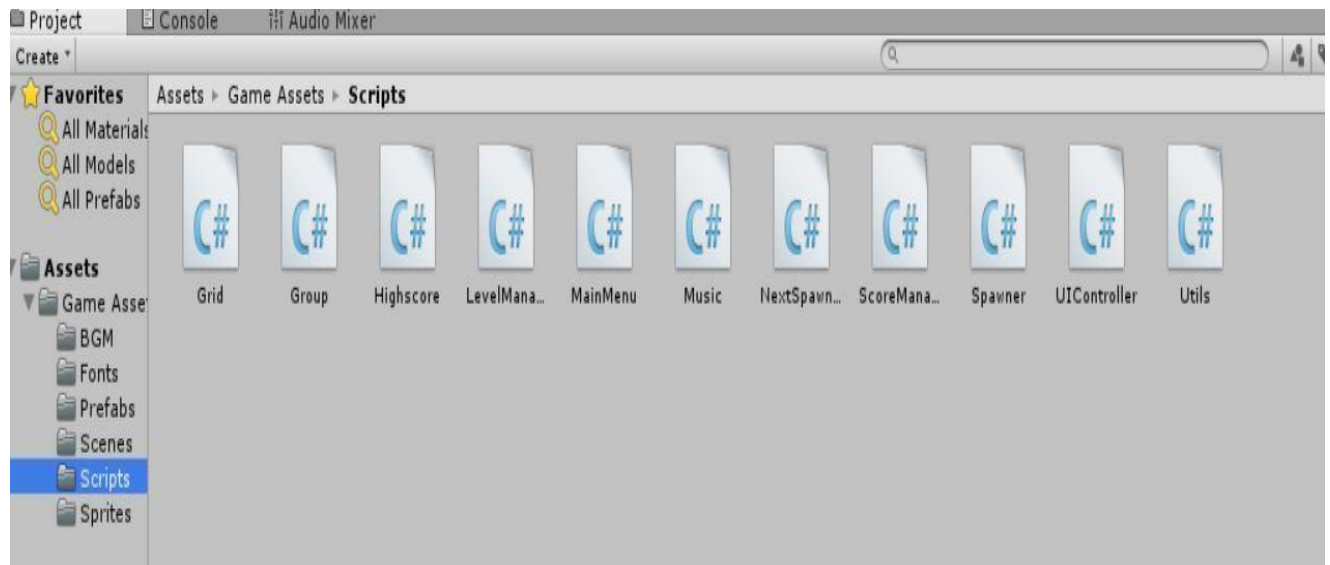 Project Console Audio Mixer
Create
Favorites Assets Game Assets Scripts
All Materials
All Models
All Prefabs
C# C# C# C# C# C# C# C# C# C# C#
Assets
Grid Group Highscore LevelMana... MainMenu Music NextSpawn... ScoreMana... Spawner UIController Utils
Game Asse
BGM
Fonts
Prefabs
Scenes
Scripts
Sprites